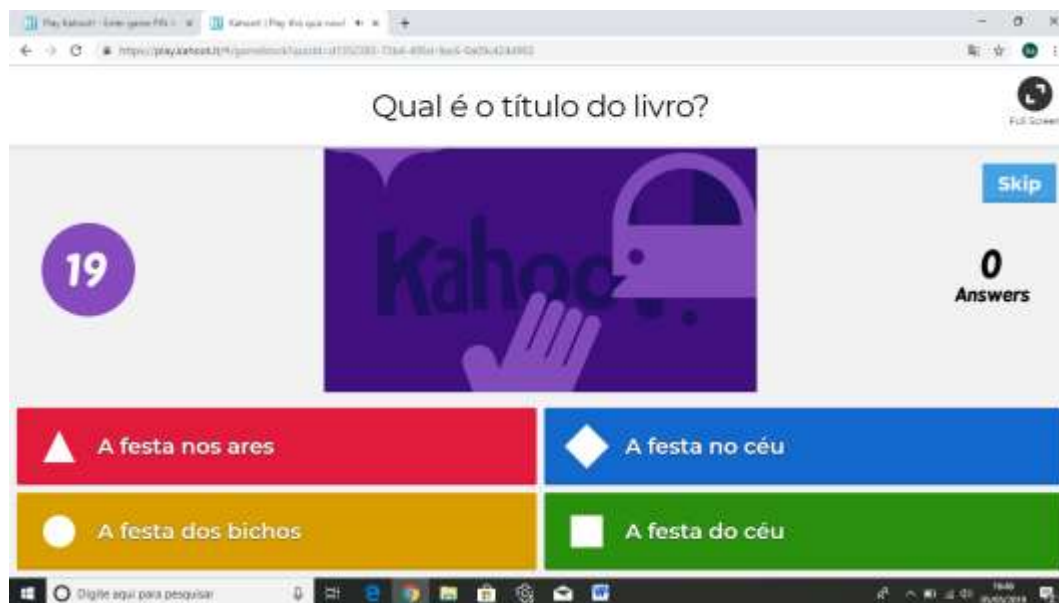 Qual é o título do livro?
Full Screen
Skip
19
Kahoot!
0
Answers
A festa nos ares
A festa no céu
A festa dos bichos
A festa do céu
Digite aqui para pesquisar